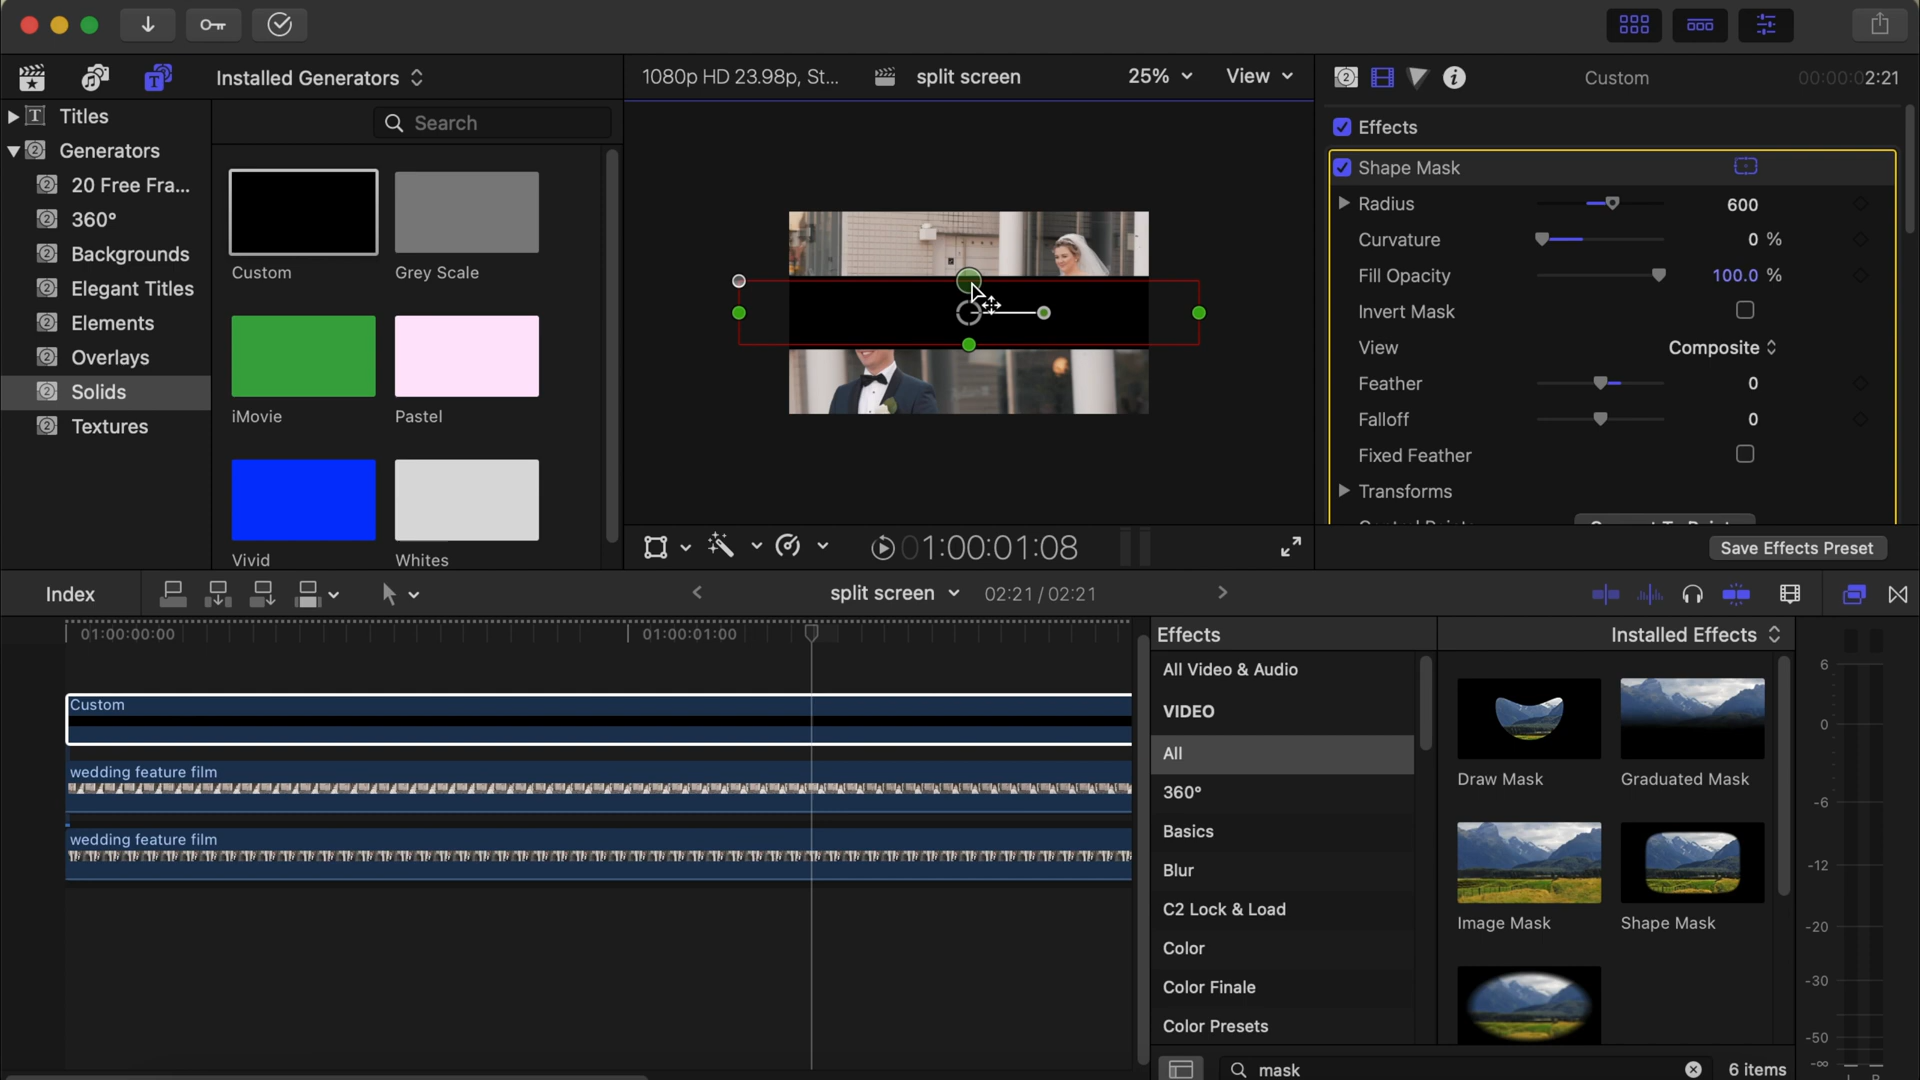 Installed Generators
1080p HD 23.98p, St...
split screen
25%
View
Custom
00:00:02:21
Titles
Generators
20 Free Fra...
360°
Backgrounds
Elegant Titles
Elements
Overlays
Solids
Textures
Search
Custom
Grey Scale
iMovie
Pastel
Vivid
Whites
Effects
Shape Mask
Radius
600
Curvature
0 %
Fill Opacity
100.0 %
Invert Mask
View
Composite
Feather
0
Falloff
0
Fixed Feather
Transforms
01:00:01:08
Save Effects Preset
Index
split screen
02:21 / 02:21
01:00:00:00
01:00:01:00
Custom
wedding feature film
wedding feature film
Effects
Installed Effects
All Video & Audio
VIDEO
All
360°
Basics
Blur
C2 Lock & Load
Color
Color Finale
Color Presets
Draw Mask
Graduated Mask
Image Mask
Shape Mask
mask
6 items
6
0
-6
-12
-20
-30
-50
-∞